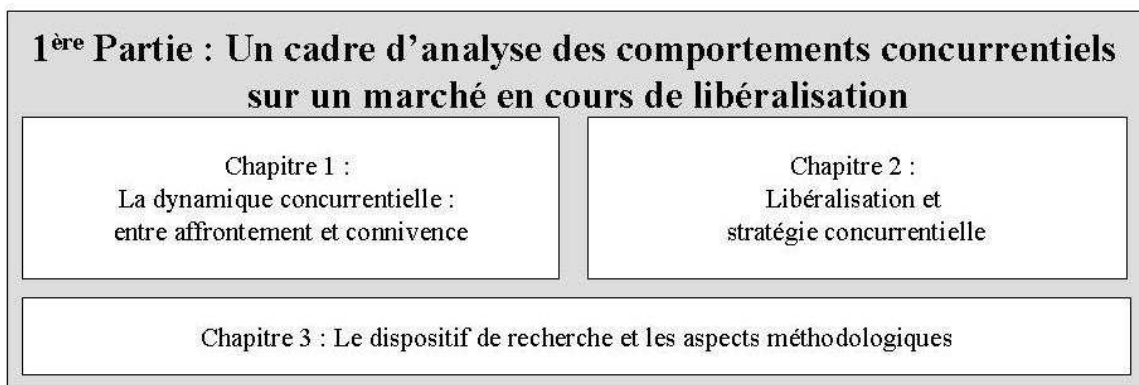 1ère Partie : Un cadre d’analyse des comportements concurrentiels
sur un marché en cours de libéralisation
Chapitre 1 :
La dynamique concurrentielle :
entre affrontement et connivence
Chapitre 2 :
Libéralisation et
stratégie concurrentielle
Chapitre 3 : Le dispositif de recherche et les aspects méthodologiques